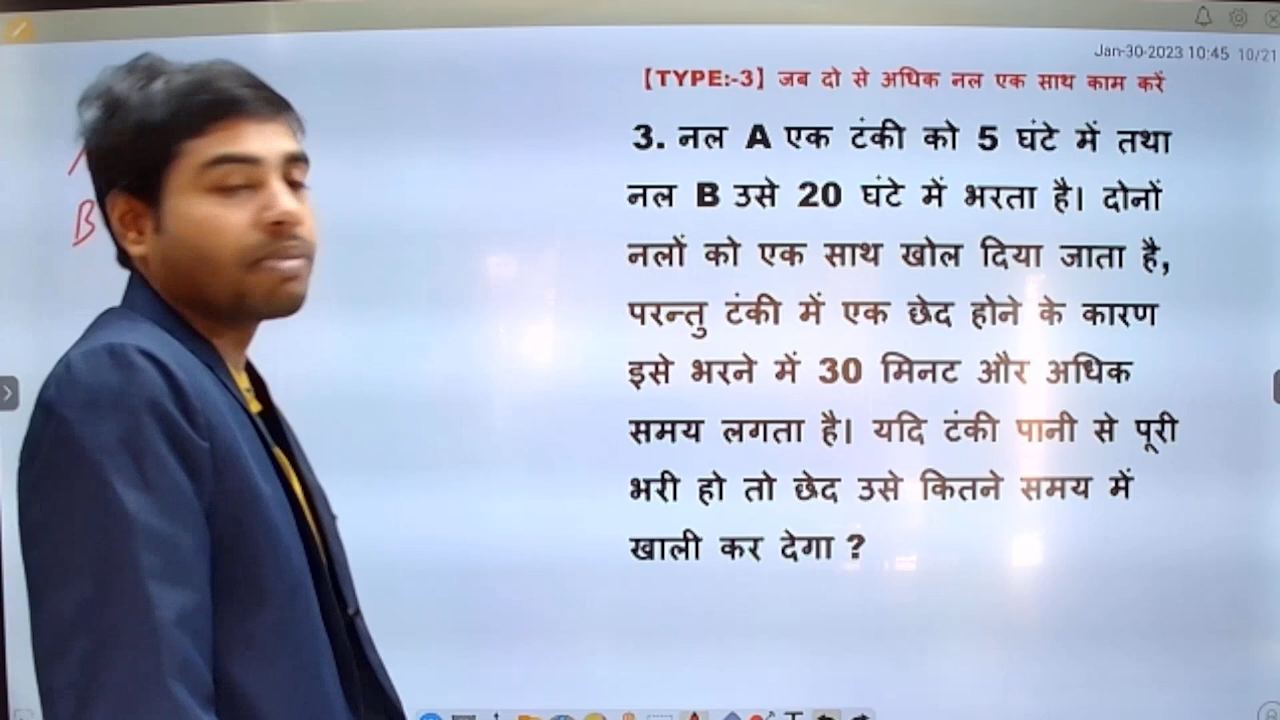 Jan-30-2023 10:45 10/21
【TYPE:-3】 जब दो से अधिक नल एक साथ काम करें
3. नल A एक टंकी को 5 घंटे में तथा
नल B उसे 20 घंटे में भरता है। दोनों
नलों को एक साथ खोल दिया जाता है,
परन्तु टंकी में एक छेद होने के कारण
इसे भरने में 30 मिनट और अधिक
समय लगता है। यदि टंकी पानी से पूरी
भरी हो तो छेद उसे कितने समय में
खाली कर देगा ?
B